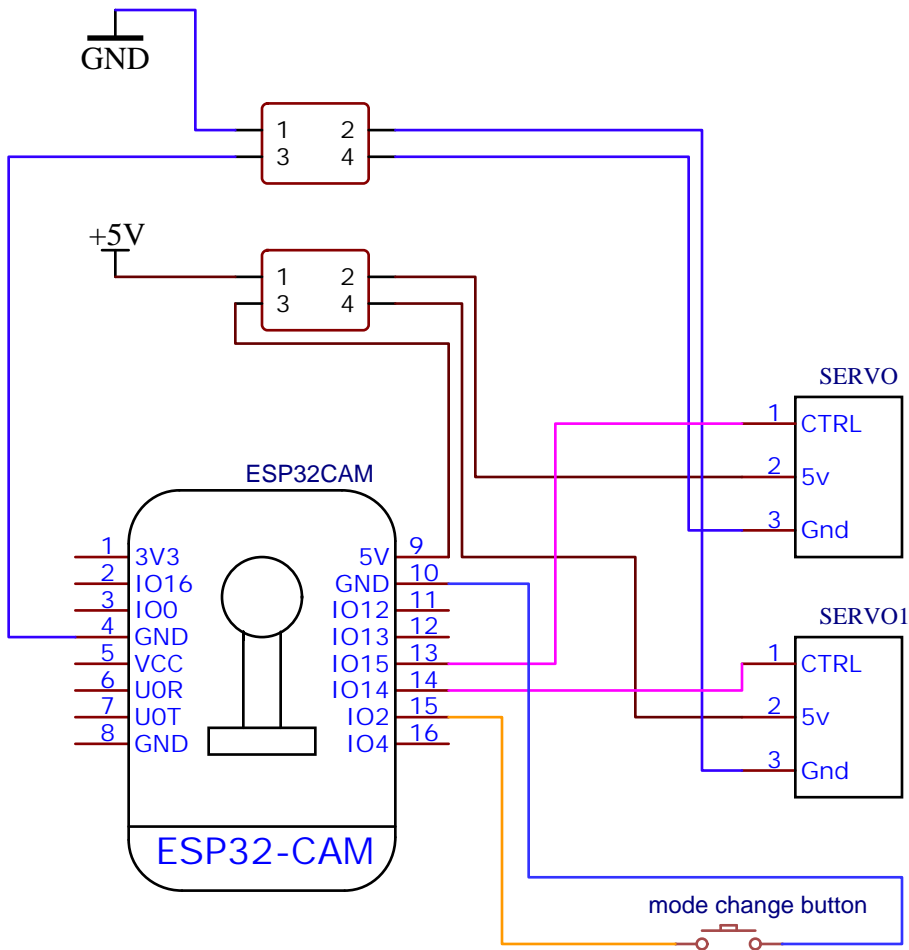 GND
1 2
3 4
+5V
1 2
3 4
SERVO
1 CTRL
2 5v
3 Gnd
ESP32CAM
1 3V3 5V 9
2 IO16 GND 10
3 IO0 IO12 11
4 GND IO13 12
5 VCC IO15 13
6 U0R IO14 14
7 U0T IO2 15
8 GND IO4 16
SERVO1
1 CTRL
2 5v
3 Gnd
ESP32-CAM
mode change button